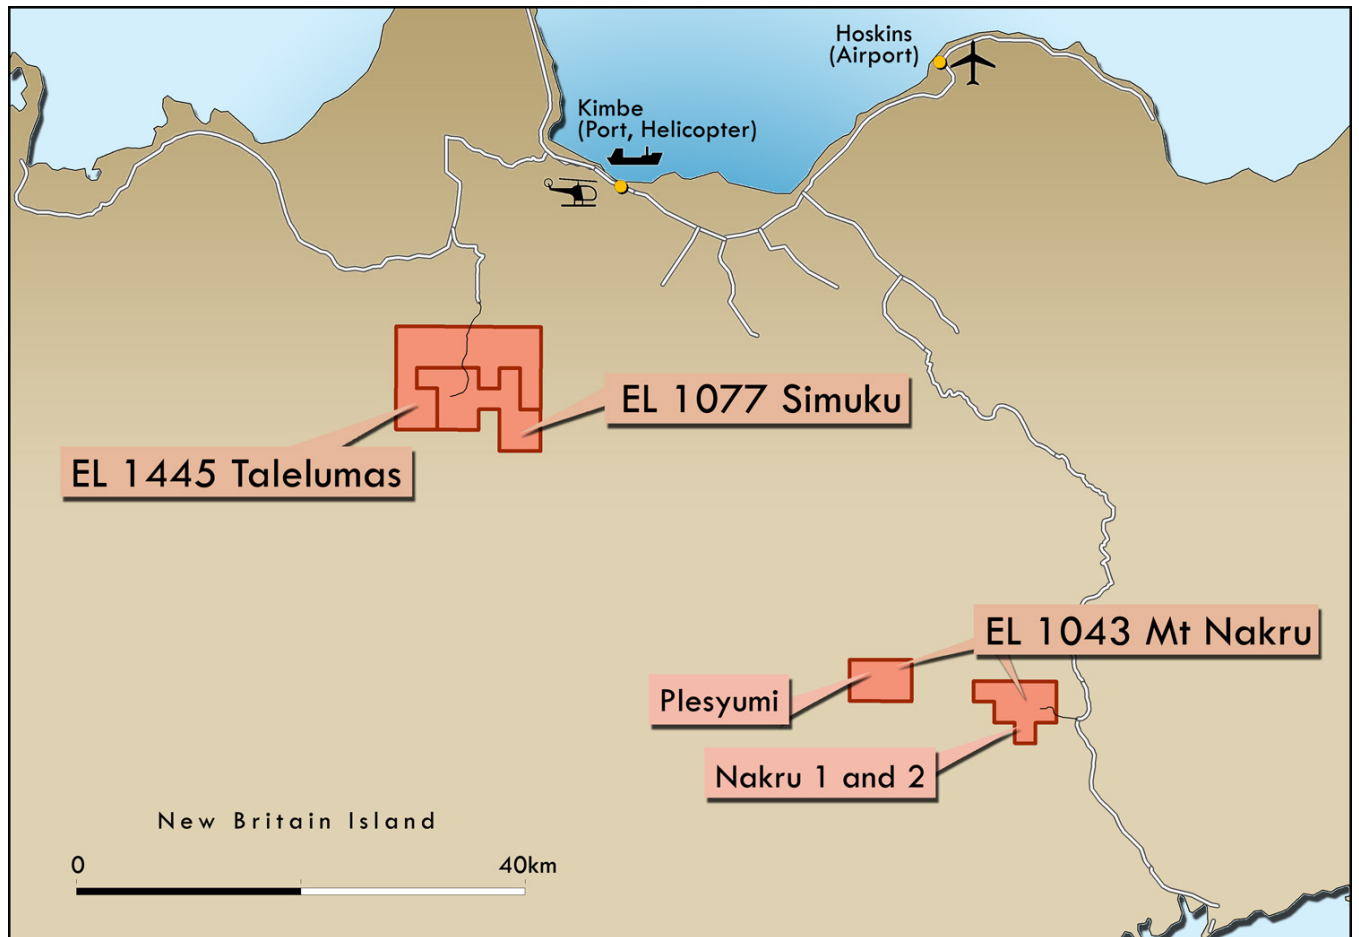 Hoskins
(Airport)
Kimbe
(Port, Helicopter)
EL 1077 Simuku
EL 1445 Talelumas
EL 1043 Mt Nakru
Plesyumi
Nakru 1 and 2
New Britain Island
0 40km